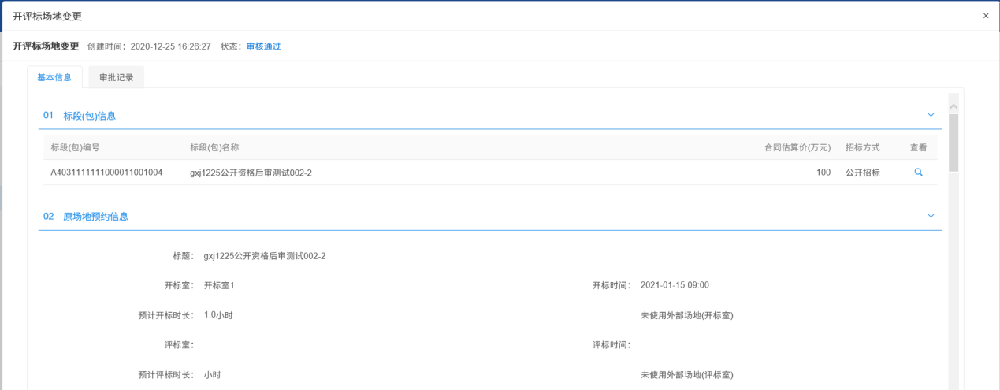 开评标场地变更 ×
开评标场地变更 创建时间：2020-12-25 16:26:27 状态：审核通过
基本信息 审批记录
01 标段(包)信息
标段(包)编号 标段(包)名称 合同估算价(万元) 招标方式 查看
A4031111111000011001004 gxj1225公开资格后审测试002-2 100 公开招标
02 原场地预约信息
标题： gxj1225公开资格后审测试002-2
开标室： 开标室1 开标时间： 2021-01-15 09:00
预计开标时长： 1.0小时 未使用外部场地(开标室)
评标室： 评标时间：
预计评标时长： 小时 未使用外部场地(评标室)